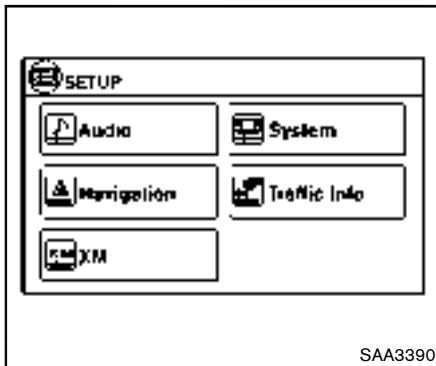 SETUP
Audio
System
Navigation
Traffic Info
XM
SAA3390